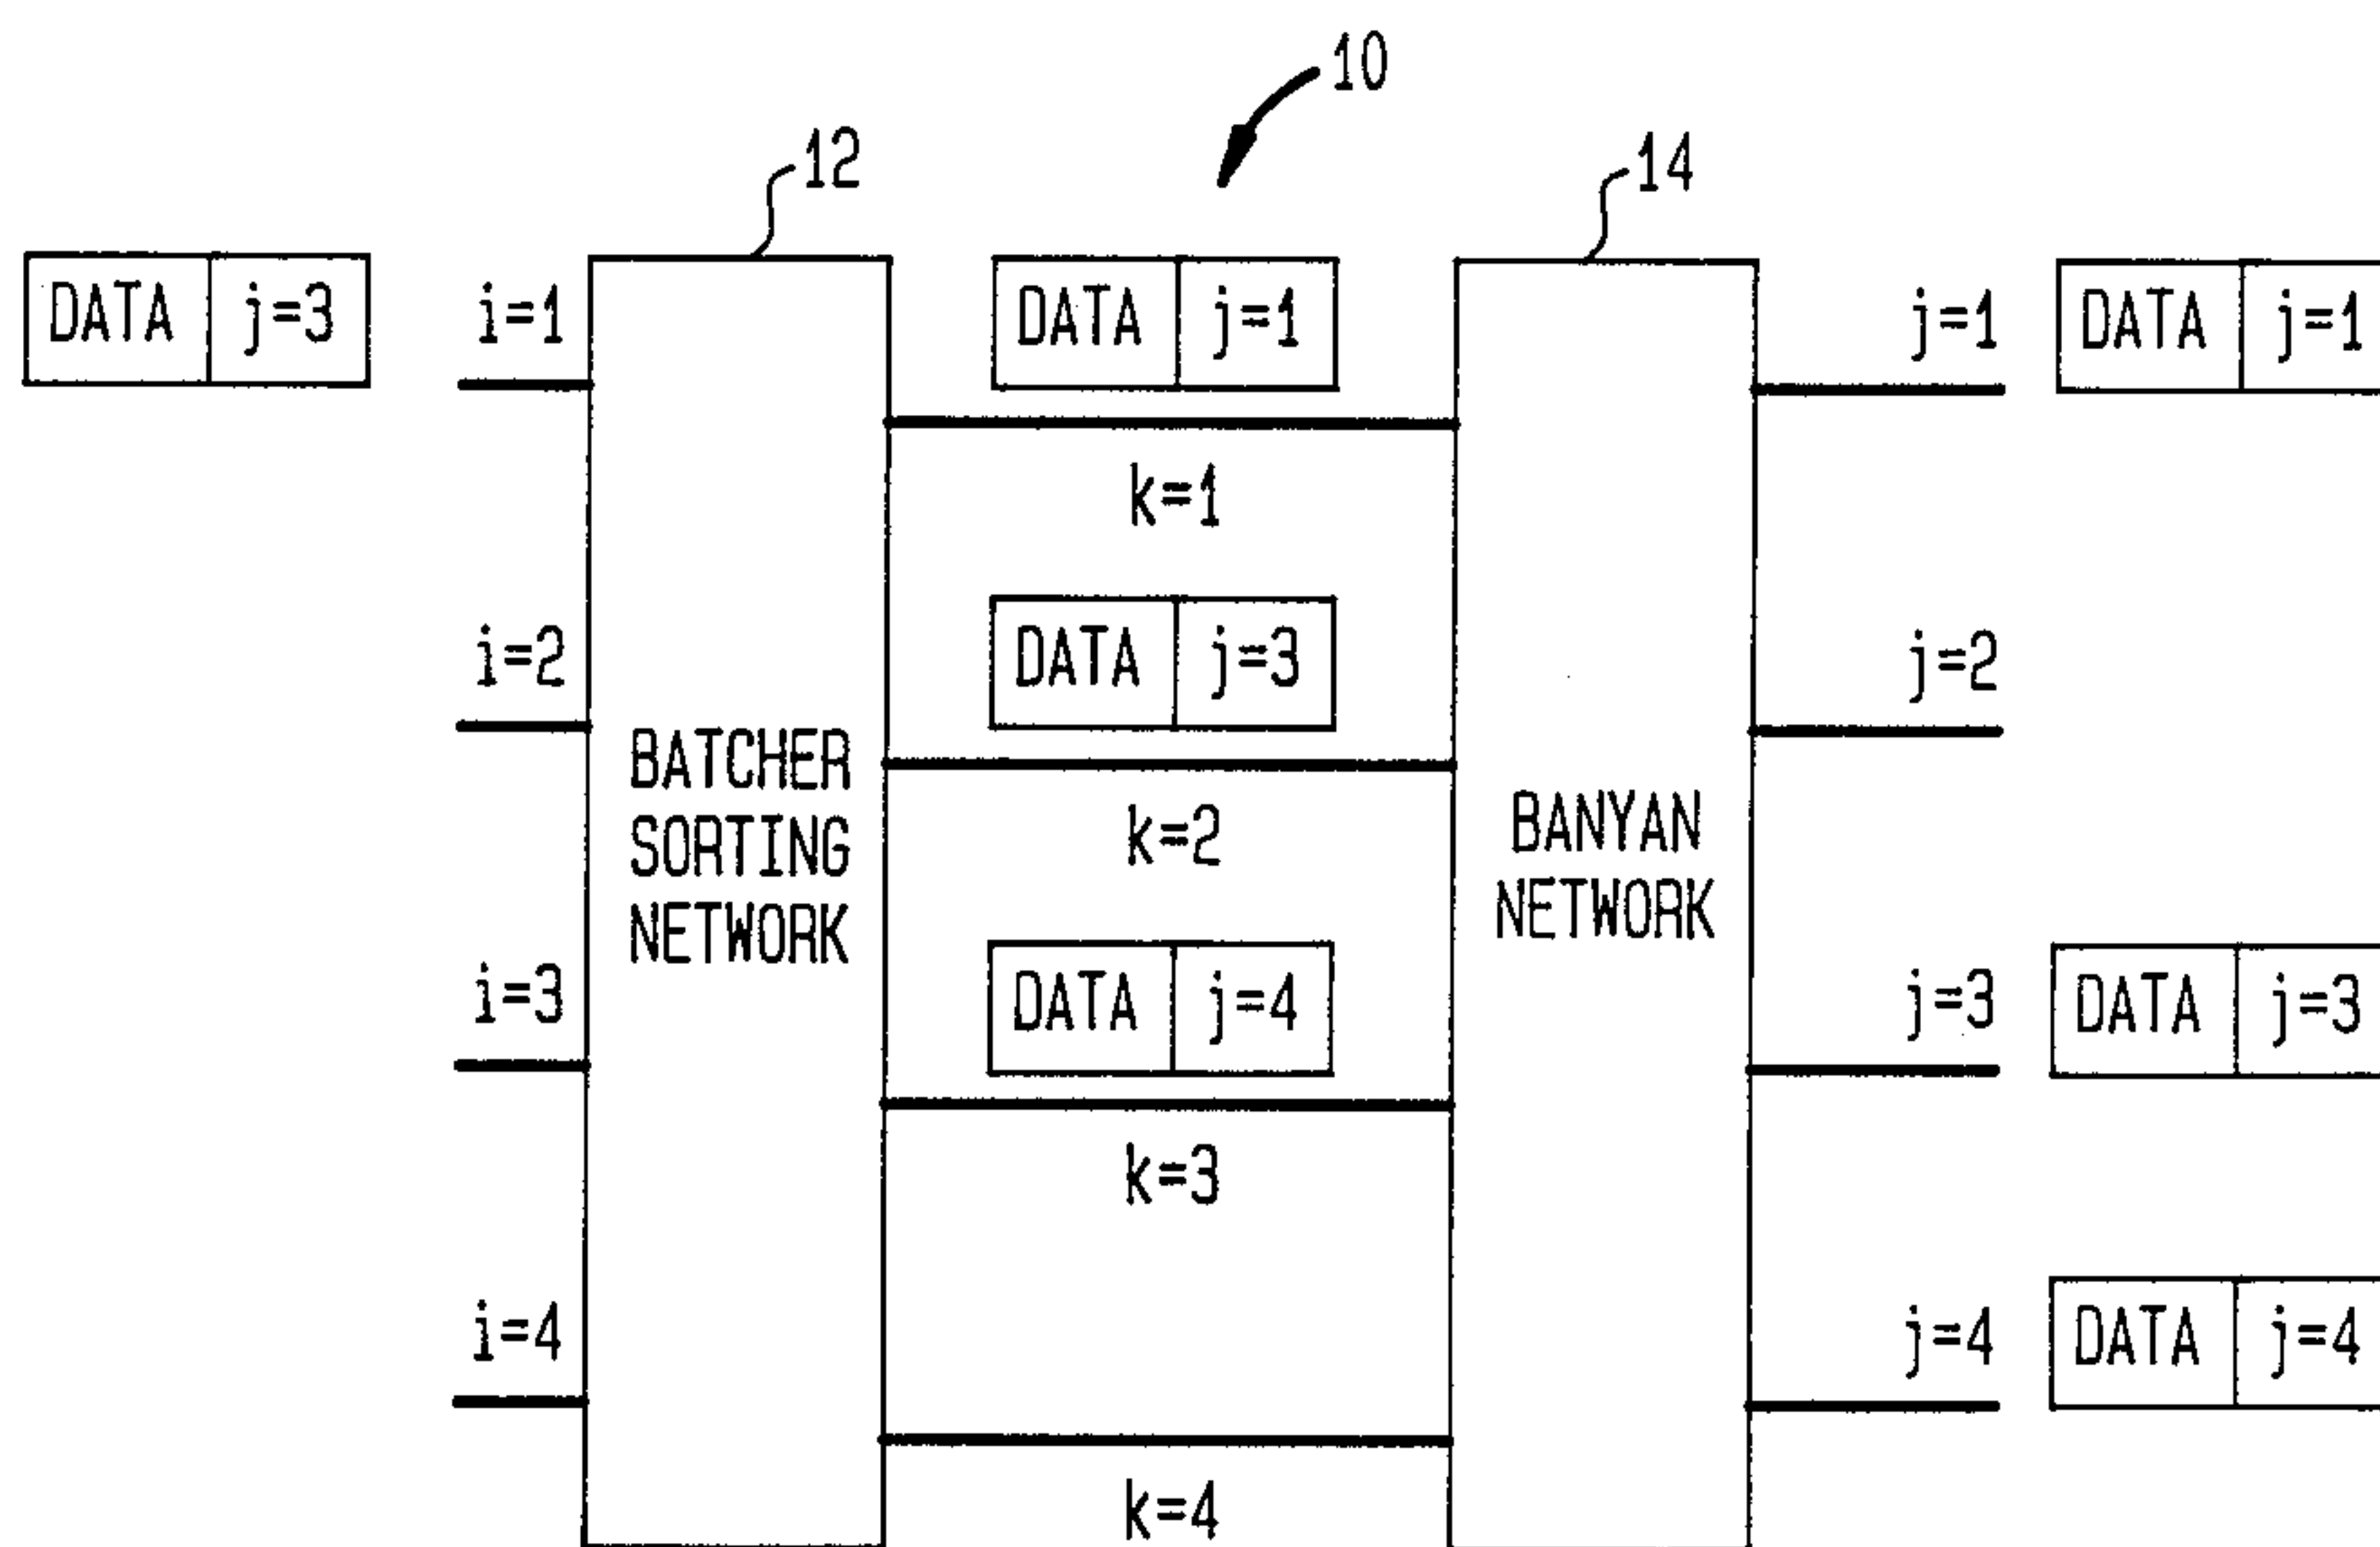 10
12
14
DATA j=3
i=1
DATA j=1
j=1
DATA j=1
k=1
i=2
DATA j=3
j=2
BATCHER
SORTING
NETWORK
k=2
BANYAN
NETWORK
i=3
DATA j=4
j=3
DATA j=3
k=3
i=4
j=4
DATA j=4
k=4